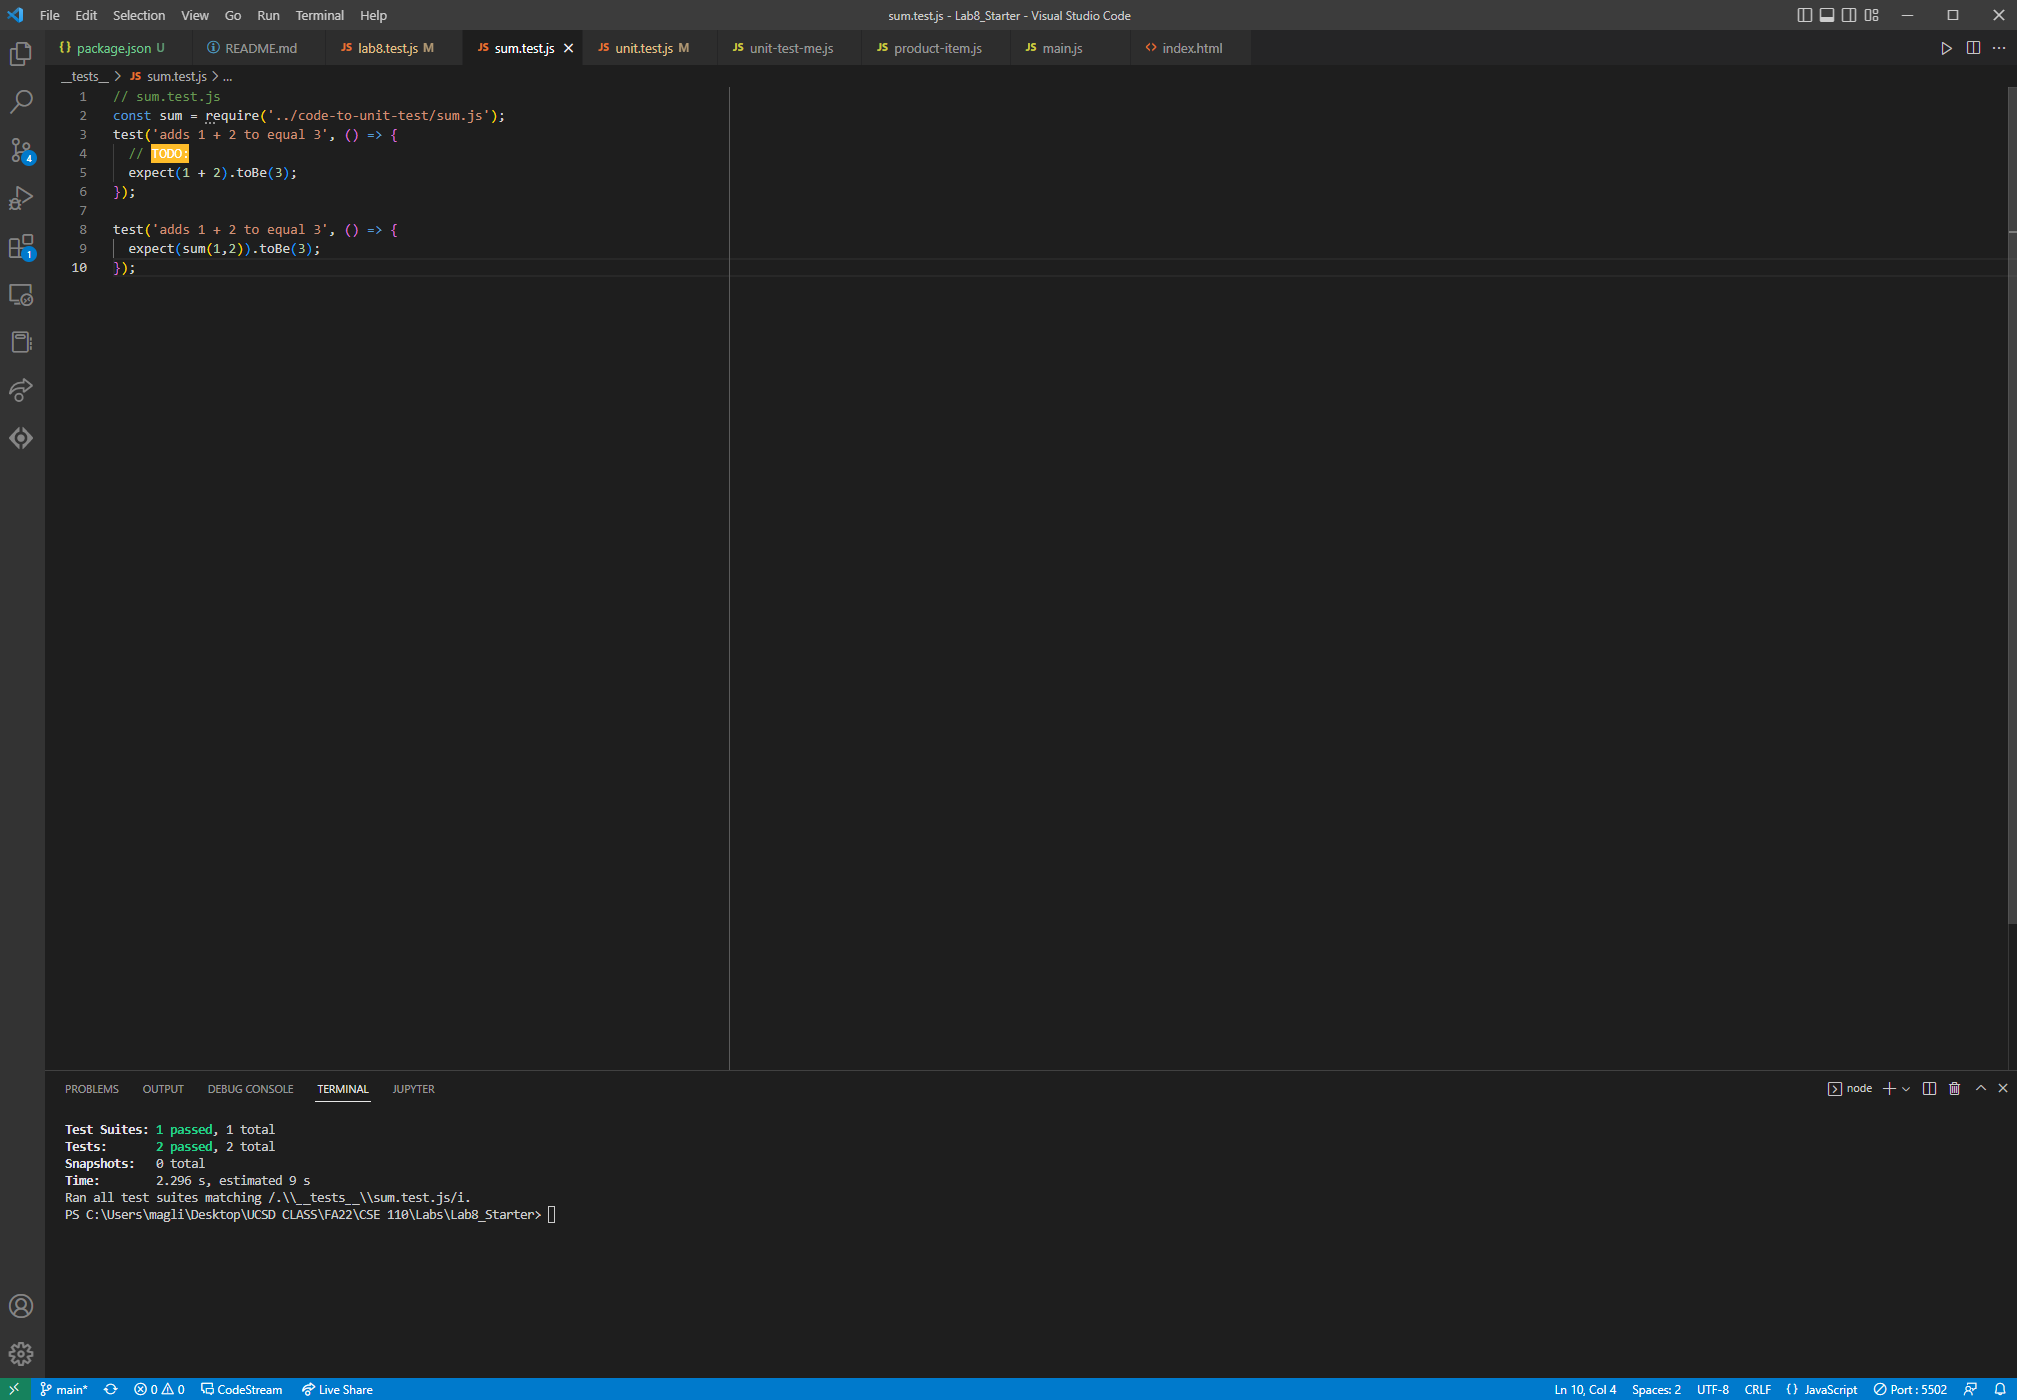 File Edit Selection View Go Run Terminal Help
sum.test.js - Lab8_Starter - Visual Studio Code
{} package.json U
README.md
JS lab8.test.js M
JS sum.test.js
JS unit.test.js M
JS unit-test-me.js
JS product-item.js
JS main.js
<> index.html
__tests__ > JS sum.test.js > ...
1 // sum.test.js
2 const sum = require('../code-to-unit-test/sum.js');
3 test('adds 1 + 2 to equal 3', () => {
4 // TODO:
5 expect(1 + 2).toBe(3);
6 });
7
8 test('adds 1 + 2 to equal 3', () => {
9 expect(sum(1,2)).toBe(3);
10 });
4
1
PROBLEMS OUTPUT DEBUG CONSOLE TERMINAL JUPYTER
node
Test Suites: 1 passed, 1 total
Tests: 2 passed, 2 total
Snapshots: 0 total
Time: 2.296 s, estimated 9 s
Ran all test suites matching /.\\__tests__\\sum.test.js/i.
PS C:\Users\magli\Desktop\UCSD CLASS\FA22\CSE 110\Labs\Lab8_Starter>
main* 0 0 CodeStream Live Share
Ln 10, Col 4 Spaces: 2 UTF-8 CRLF {} JavaScript Port : 5502